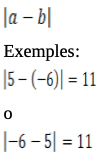 |a − b|
Exemples:
|5 − (−6)| = 11
o
|−6 − 5| = 11